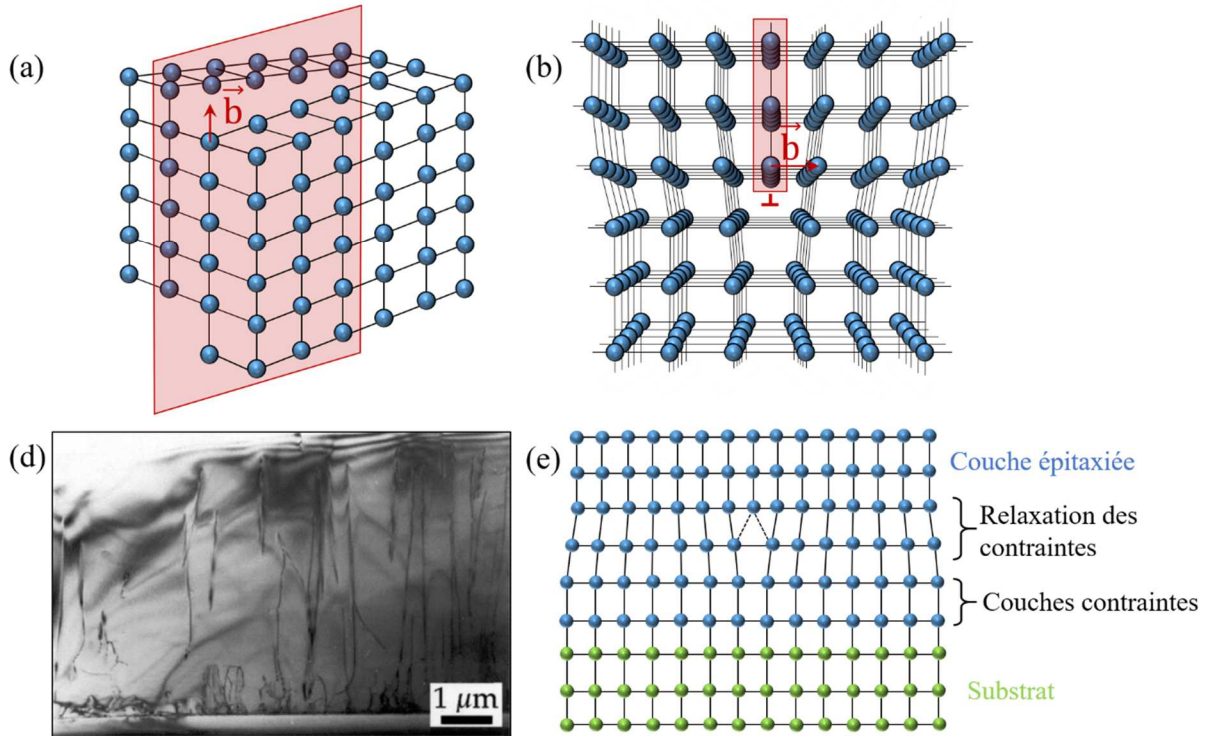 (a)
b
(b)
b
⊥
(d)
1 μm
(e)
Couche épitaxiée
Relaxation des
contraintes
Couches contraintes
Substrat